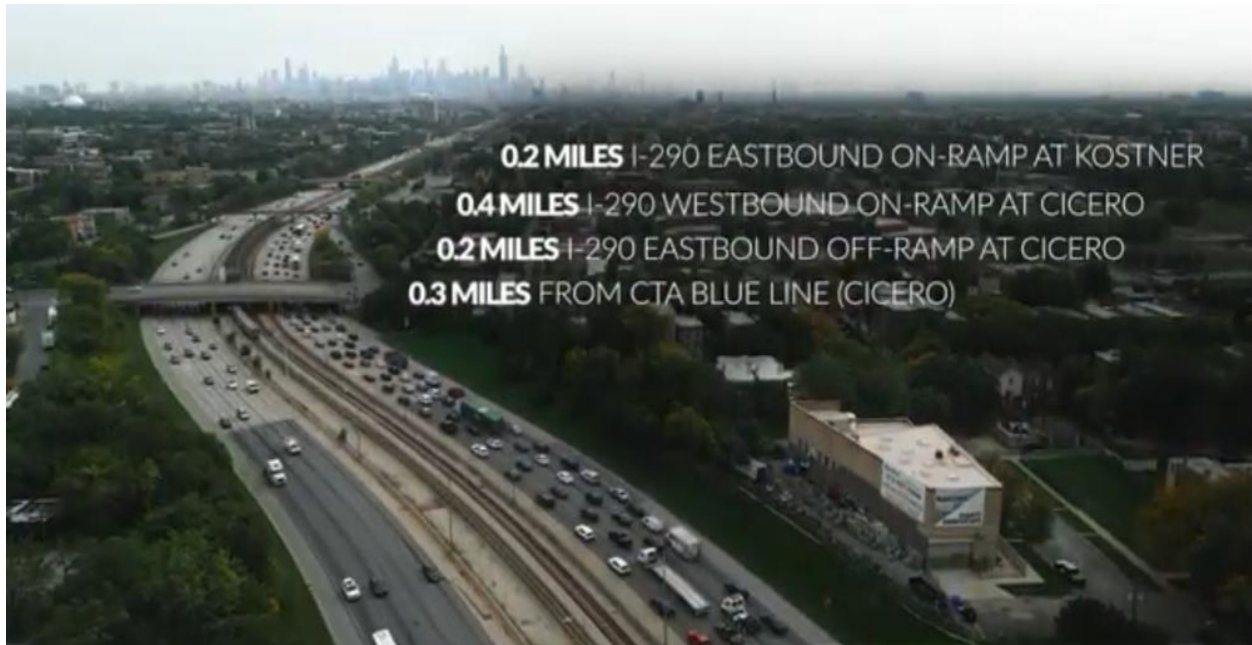 0.2 MILES I-290 EASTBOUND ON-RAMP AT KOSTNER
0.4 MILES I-290 WESTBOUND ON-RAMP AT CICERO
0.2 MILES I-290 EASTBOUND OFF-RAMP AT CICERO
0.3 MILES FROM CTA BLUE LINE (CICERO)